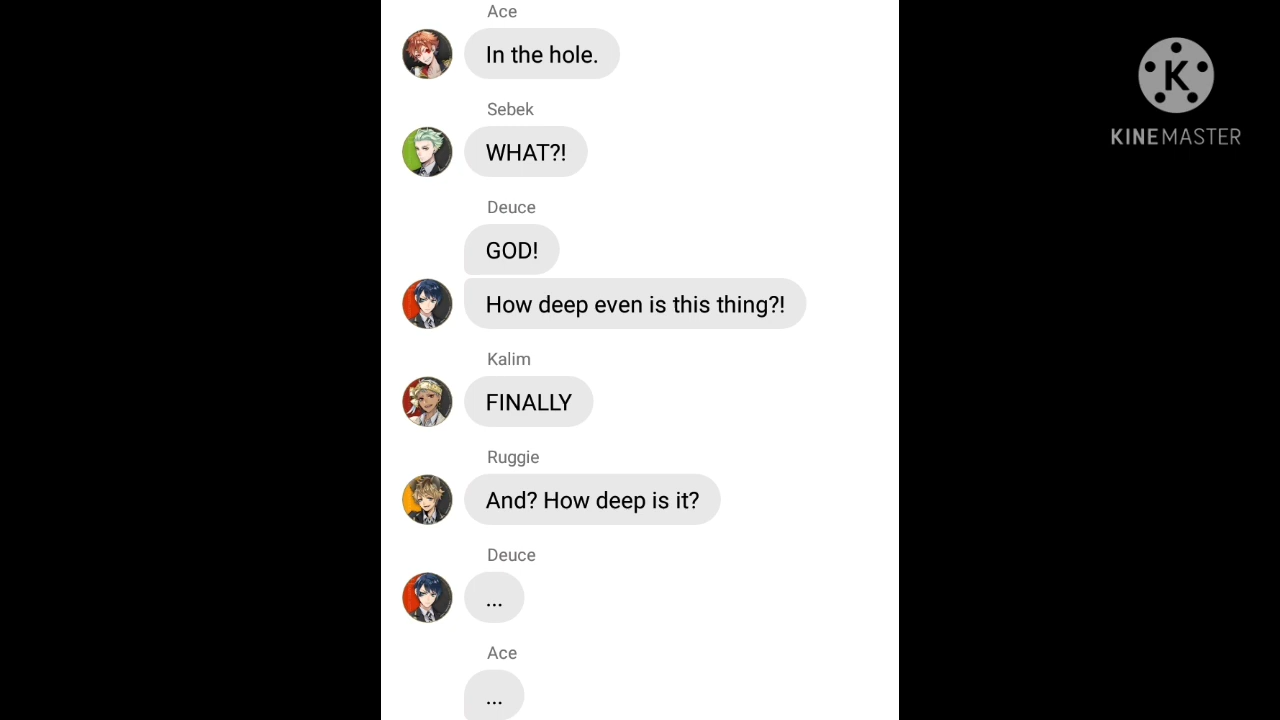 Ace
In the hole.
Sebek
WHAT?!
Deuce
GOD!
How deep even is this thing?!
Kalim
FINALLY
Ruggie
And? How deep is it?
Deuce
...
Ace
...
K
KINEMASTER